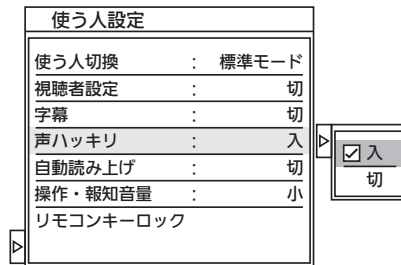 使う人設定
使う人切換 : 標準モード
視聴者設定 : 切
字幕 : 切
声ハッキリ : 入
自動読み上げ : 切
操作・報知音量 : 小
リモコンキーロック
入
切